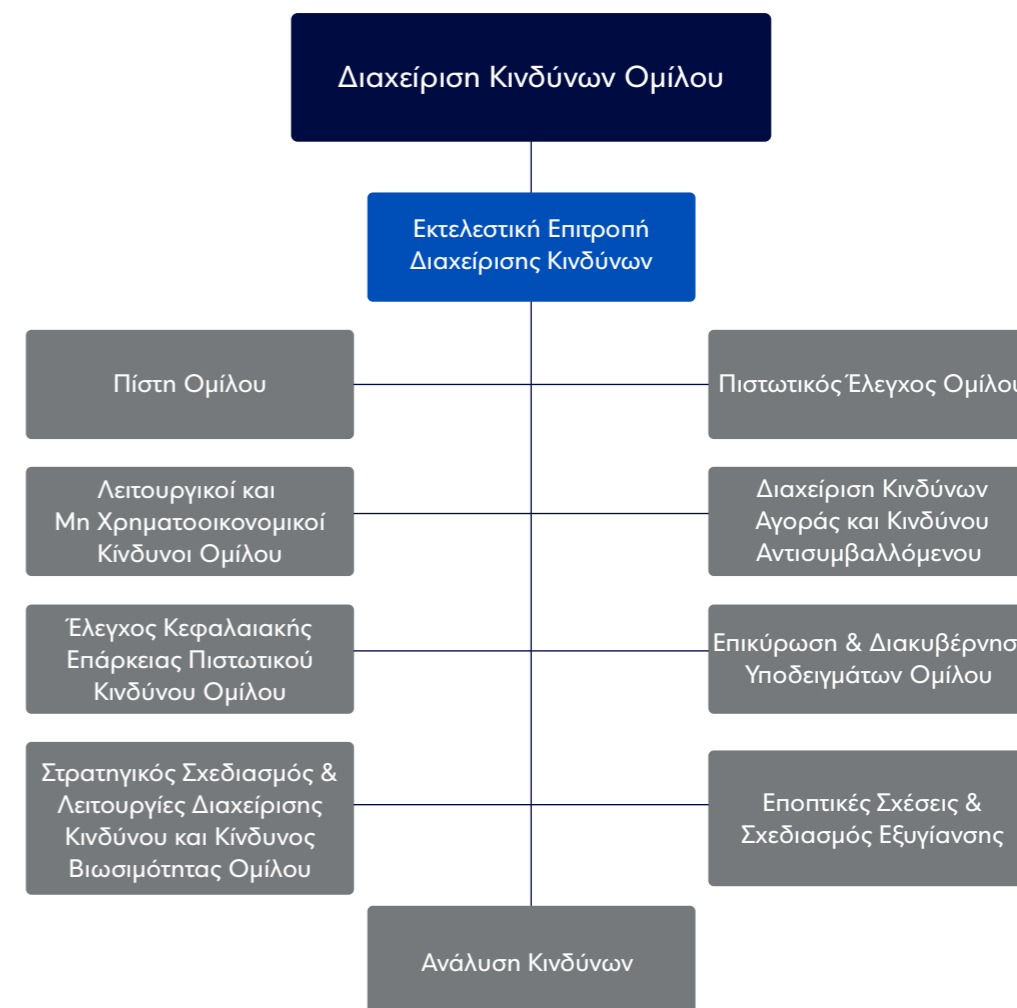 Διαχείριση Κινδύνων Ομίλου
Εκτελεστική Επιτροπή
Διαχείρισης Κινδύνων
Πίστη Ομίλου
Πιστωτικός Έλεγχος Ομίλου
Λειτουργικοί και
Μη Χρηματοοικονομικοί
Κίνδυνοι Ομίλου
Διαχείριση Κινδύνων
Αγοράς και Κινδύνου
Αντισυμβαλλόμενου
Έλεγχος Κεφαλαιακής
Επάρκειας Πιστωτικού
Κινδύνου Ομίλου
Επικύρωση & Διακυβέρνησ
Υποδειγμάτων Ομίλου
Στρατηγικός Σχεδιασμός &
Λειτουργίες Διαχείρισης
Κινδύνου και Κίνδυνος
Βιωσιμότητας Ομίλου
Εποπτικές Σχέσεις &
Σχεδιασμός Εξυγίανσης
Ανάλυση Κινδύνων